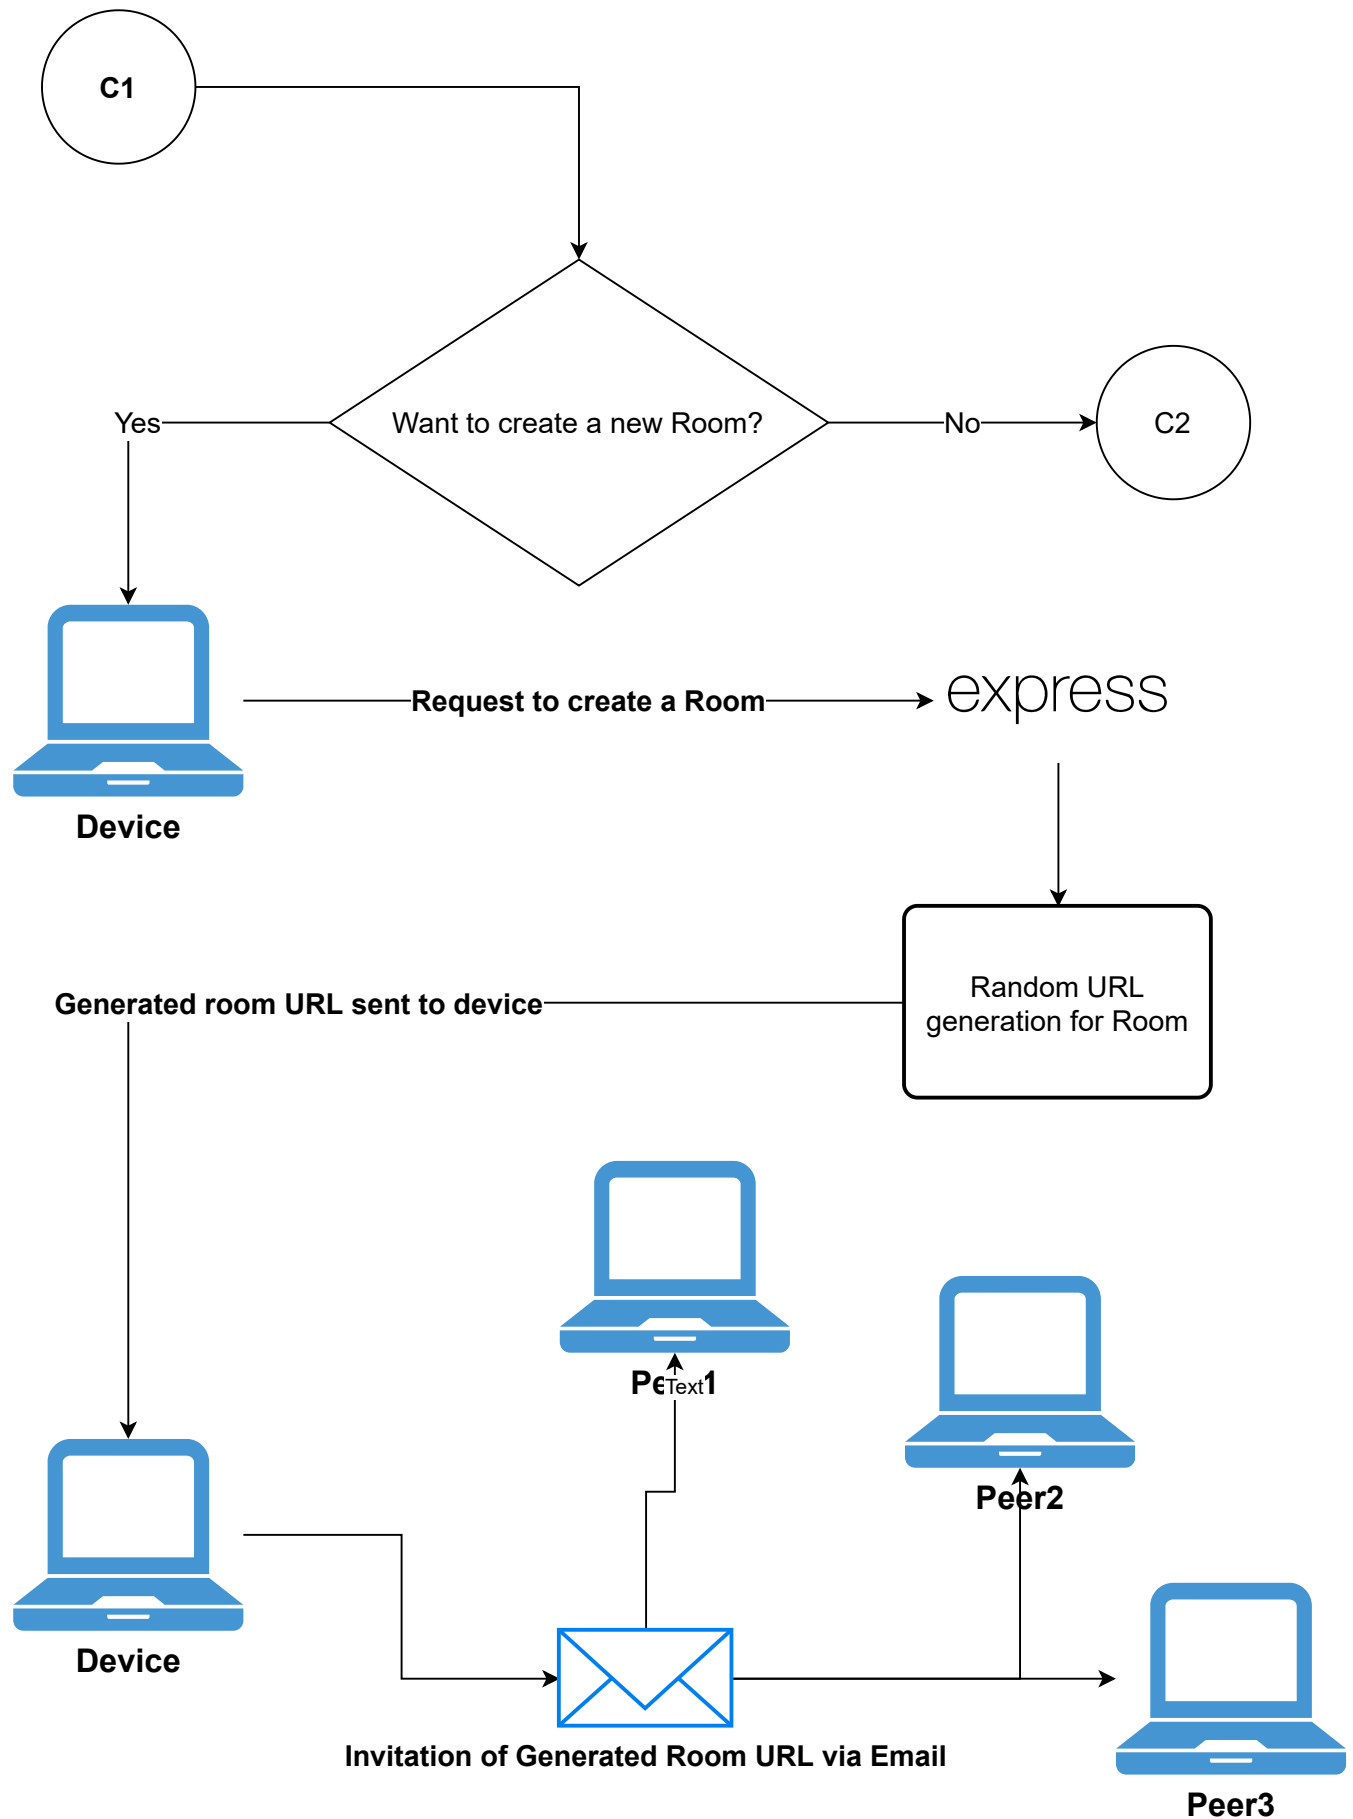 C1
Want to create a new Room?
Yes
No
C2
Request to create a Room
express
Device
Random URL
generation for Room
Generated room URL sent to device
Text1
Peer2
Device
Invitation of Generated Room URL via Email
Peer3